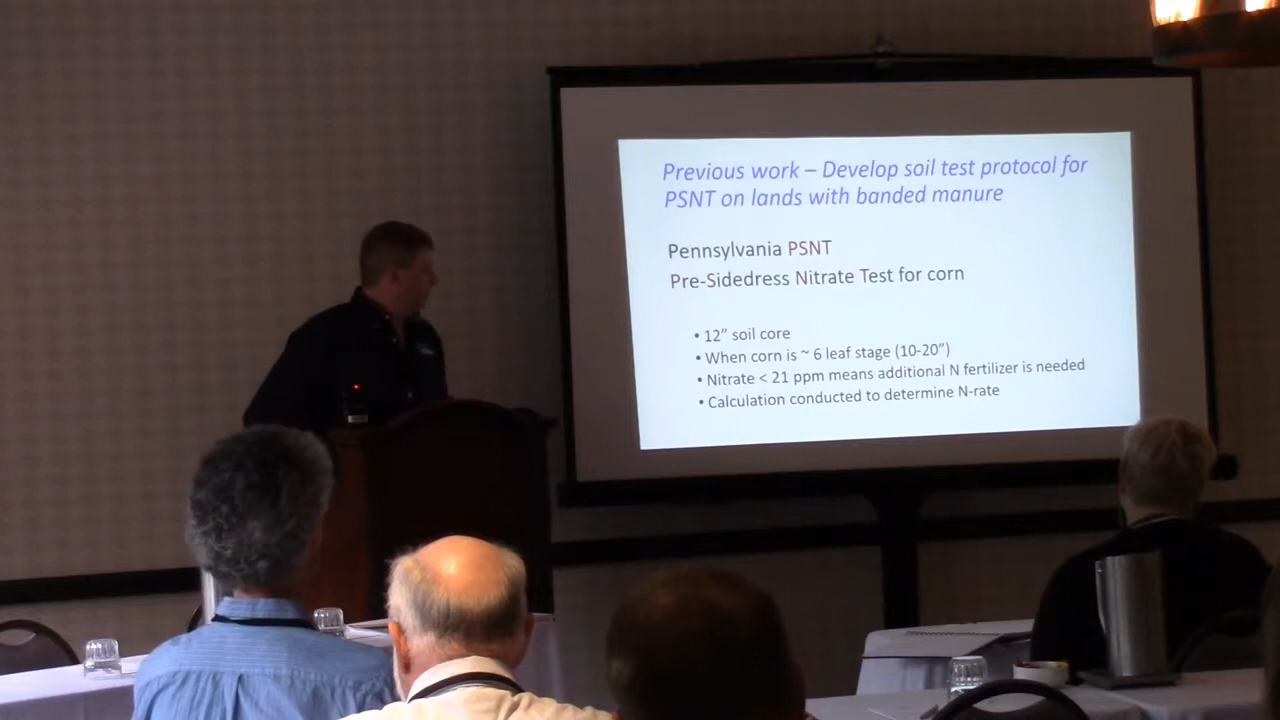 Previous work – Develop soil test protocol for
PSNT on lands with banded manure
Pennsylvania PSNT
Pre-Sidedress Nitrate Test for corn
• 12” soil core
• When corn is ~ 6 leaf stage (10-20”)
• Nitrate < 21 ppm means additional N fertilizer is needed
• Calculation conducted to determine N-rate